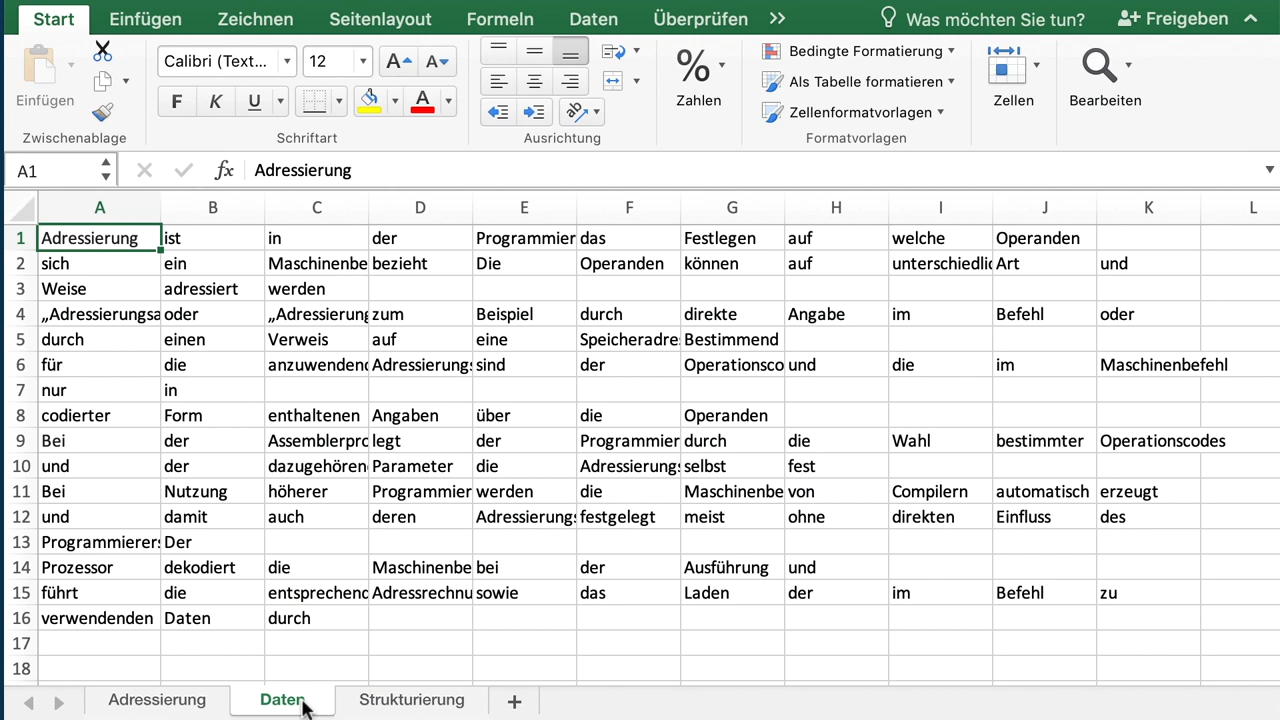 Start Einfügen Zeichnen Seitenlayout Formeln Daten Überprüfen >> Was möchten Sie tun? Freigeben
Einfügen
Zwischenablage
Calibri (Text... 12 A A
F K U A
Schriftart
Ausrichtung
% Zahlen
Bedingte Formatierung
Als Tabelle formatieren
Zellenformatvorlagen
Formatvorlagen
Zellen
Bearbeiten
A1 fx Adressierung
A B C D E F G H I J K L
1 Adressierung ist in der Programmier das Festlegen auf welche Operanden
2 sich ein Maschinenbe bezieht Die Operanden können auf unterschiedlic Art und
3 Weise adressiert werden
4 „Adressierungsa oder „Adressierung zum Beispiel durch direkte Angabe im Befehl oder
5 durch einen Verweis auf eine Speicheradre Bestimmend
6 für die anzuwendend Adressierungs sind der Operationsco und die im Maschinenbefehl
7 nur in
8 codierter Form enthaltenen Angaben über die Operanden
9 Bei der Assemblerpro legt der Programmier durch die Wahl bestimmter Operationscodes
10 und der dazugehören Parameter die Adressierungs selbst fest
11 Bei Nutzung höherer Programmier werden die Maschinenbe von Compilern automatisch erzeugt
12 und damit auch deren Adressierungs festgelegt meist ohne direkten Einfluss des
13 Programmierers Der
14 Prozessor dekodiert die Maschinenbe bei der Ausführung und
15 führt die entsprechend Adressrechnu sowie das Laden der im Befehl zu
16 verwendenden Daten durch
17
18
Adressierung Daten Strukturierung +